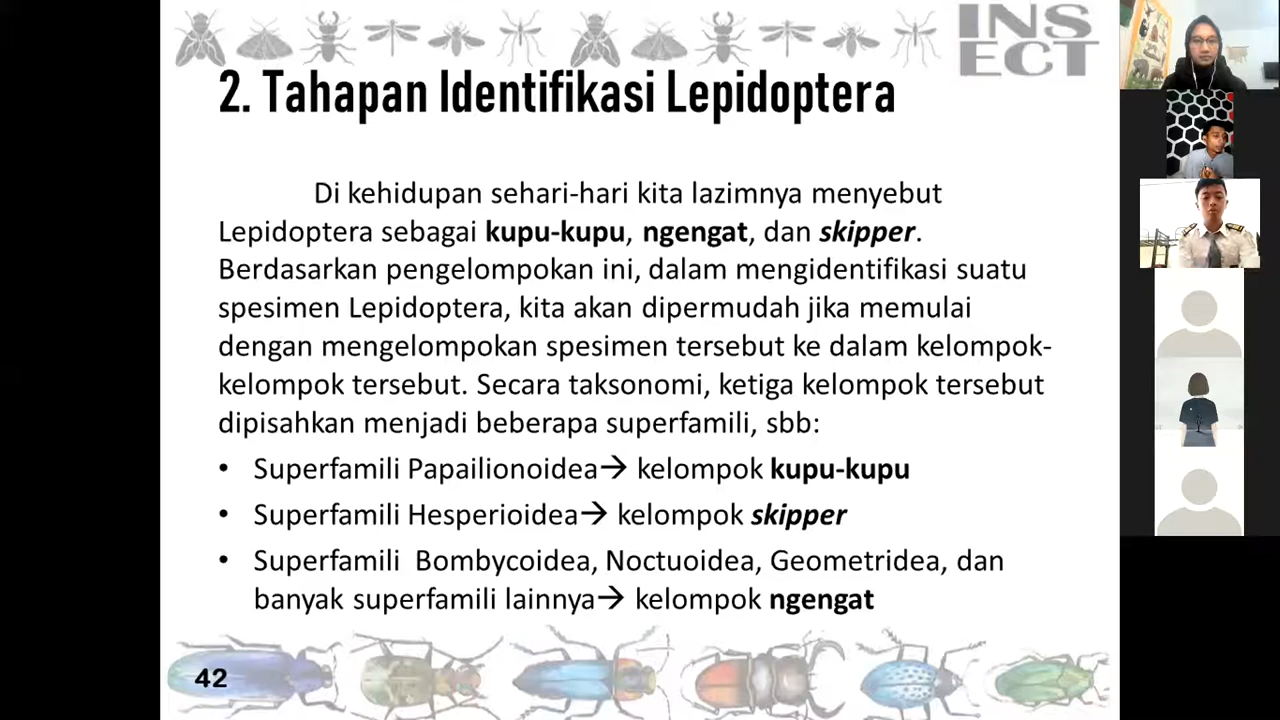 INS
ECT
2. Tahapan Identifikasi Lepidoptera
Di kehidupan sehari-hari kita lazimnya menyebut
Lepidoptera sebagai kupu-kupu, ngengat, dan skipper.
Berdasarkan pengelompokan ini, dalam mengidentifikasi suatu
spesimen Lepidoptera, kita akan dipermudah jika memulai
dengan mengelompokan spesimen tersebut ke dalam kelompok-
kelompok tersebut. Secara taksonomi, ketiga kelompok tersebut
dipisahkan menjadi beberapa superfamili, sbb:
• Superfamili Papailionoidea→ kelompok kupu-kupu
• Superfamili Hesperioidea→ kelompok skipper
• Superfamili Bombycoidea, Noctuoidea, Geometridea, dan
banyak superfamili lainnya→ kelompok ngengat
42